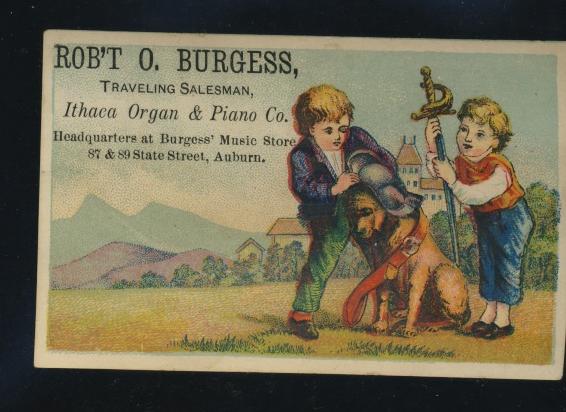 ROB'T O. BURGESS,
TRAVELING SALESMAN,
Ithaca Organ & Piano Co.
Headquarters at Burgess' Music Store
87 & 89 State Street, Auburn.